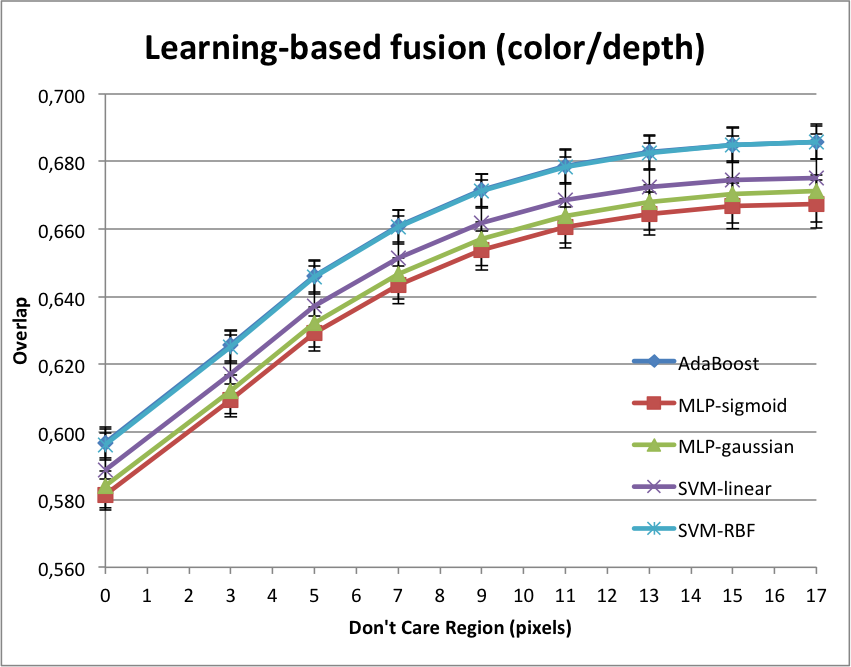 Learning-based fusion (color/depth)
0,700
0,680
0,660
0,640
0,620
0,600
0,580
0,560
Overlap
AdaBoost
MLP-sigmoid
MLP-gaussian
SVM-linear
SVM-RBF
0 1 2 3 4 5 6 7 8 9 10 11 12 13 14 15 16 17
Don't Care Region (pixels)